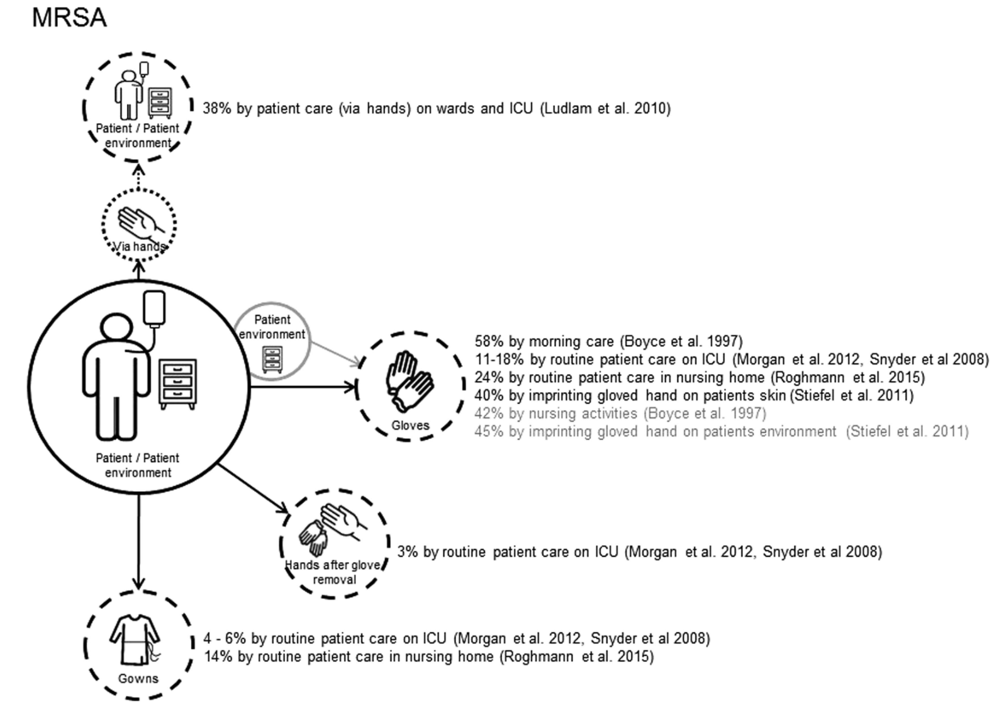 MRSA
Patient / Patient
environment
38% by patient care (via hands) on wards and ICU (Ludlam et al. 2010)
Via hands
Patient
environment
Patient / Patient
environment
Gloves
58% by morning care (Boyce et al. 1997)
11-18% by routine patient care on ICU (Morgan et al. 2012, Snyder et al 2008)
24% by routine patient care in nursing home (Roghmann et al. 2015)
40% by imprinting gloved hand on patients skin (Stiefel et al. 2011)
42% by nursing activities (Boyce et al. 1997)
45% by imprinting gloved hand on patients environment (Stiefel et al. 2011)
Hands after glove
removal
3% by routine patient care on ICU (Morgan et al. 2012, Snyder et al 2008)
Gowns
4 - 6% by routine patient care on ICU (Morgan et al. 2012, Snyder et al 2008)
14% by routine patient care in nursing home (Roghmann et al. 2015)